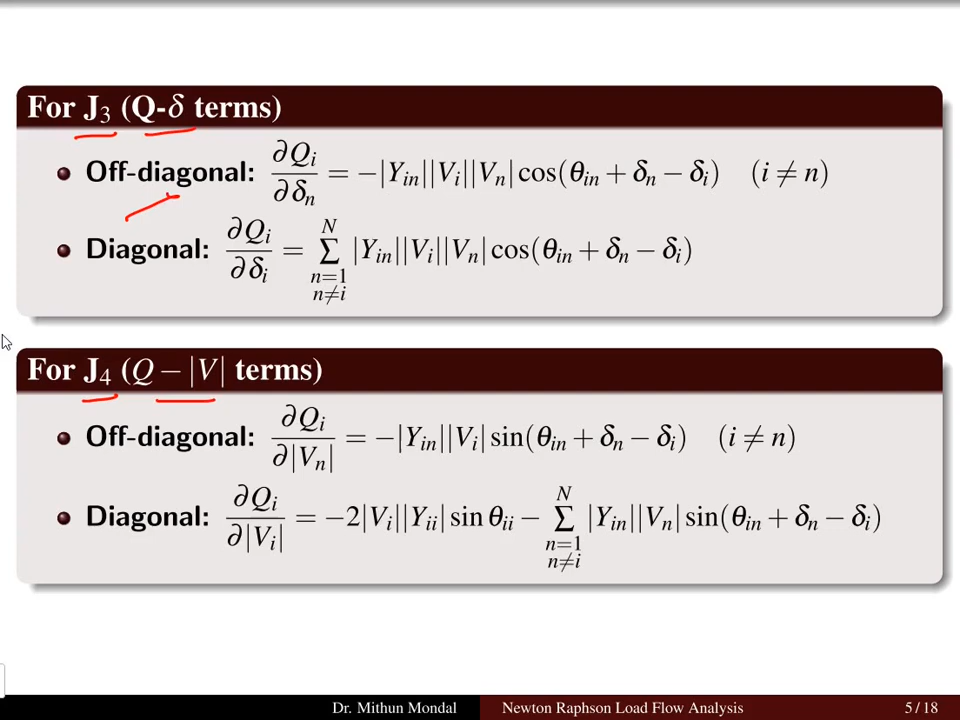 For J₃ (Q-δ terms)
Off-diagonal: ∂Qᵢ/∂δₙ = −|Yᵢₙ||Vᵢ||Vₙ| cos(θᵢₙ + δₙ − δᵢ) (i ≠ n)
Diagonal: ∂Qᵢ/∂δᵢ = Σ_{n=1, n≠i}^{N} |Yᵢₙ||Vᵢ||Vₙ| cos(θᵢₙ + δₙ − δᵢ)
For J₄ (Q − |V| terms)
Off-diagonal: ∂Qᵢ/∂|Vₙ| = −|Yᵢₙ||Vᵢ| sin(θᵢₙ + δₙ − δᵢ) (i ≠ n)
Diagonal: ∂Qᵢ/∂|Vᵢ| = −2|Vᵢ||Yᵢᵢ| sin θᵢᵢ − Σ_{n=1, n≠i}^{N} |Yᵢₙ||Vₙ| sin(θᵢₙ + δₙ − δᵢ)
Dr. Mithun Mondal Newton Raphson Load Flow Analysis 5 / 18